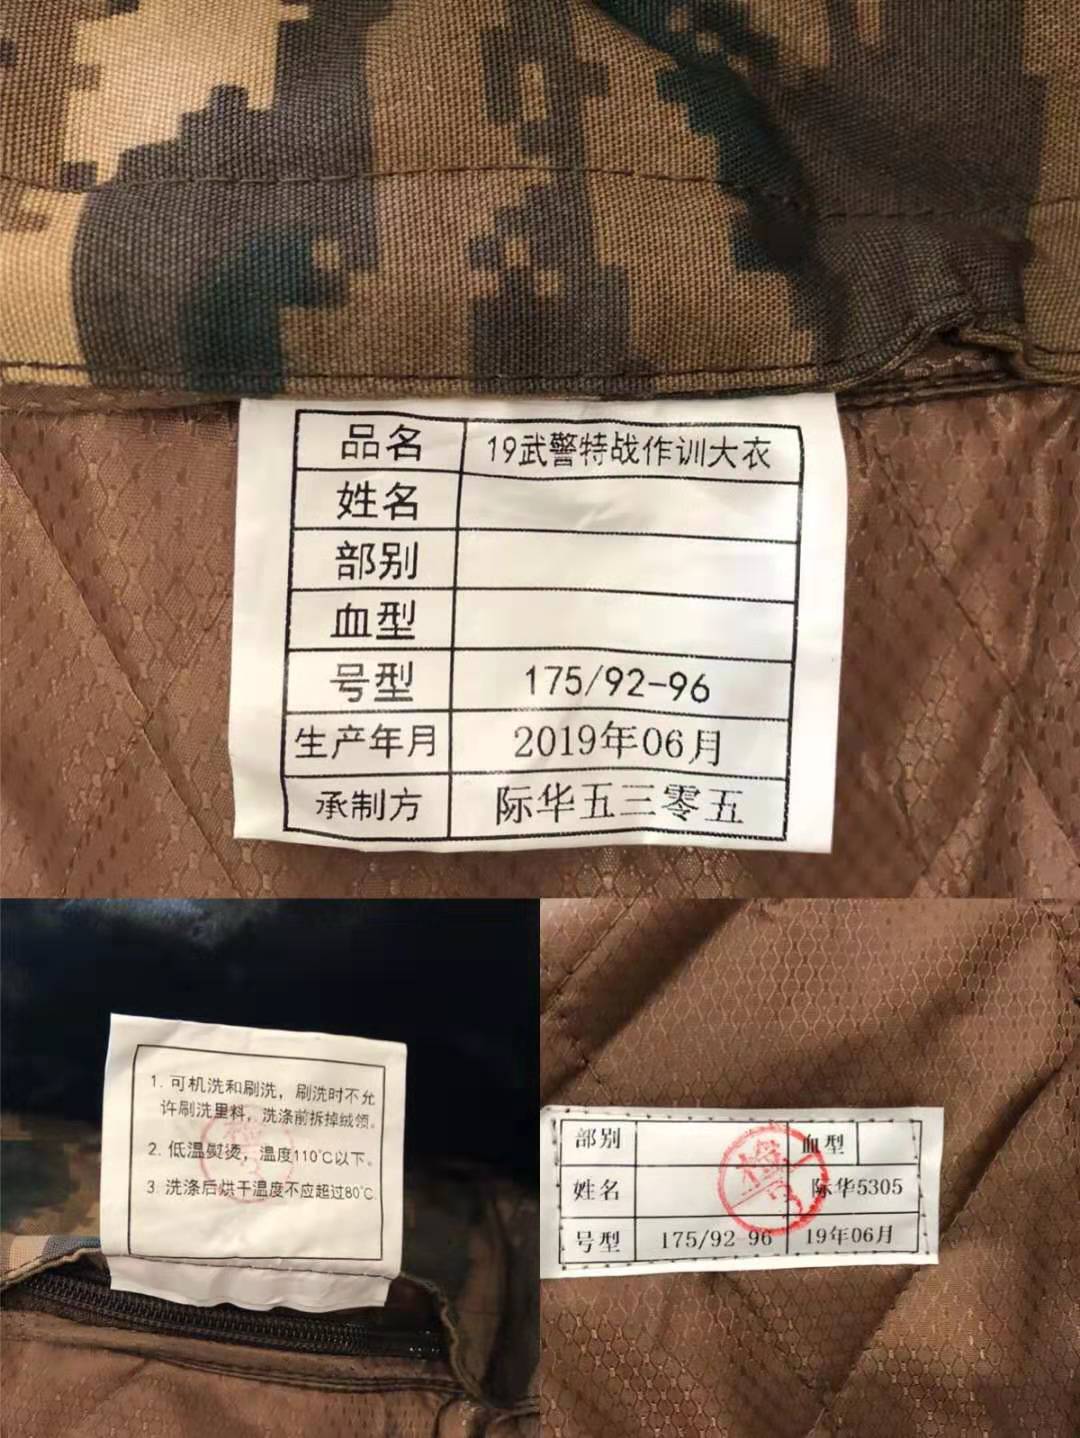 品名 19武警特战作训大衣
姓名
部别
血型
号型 175/92-96
生产年月 2019年06月
承制方 际华五三零五
1. 可机洗和刷洗，刷洗时不允
许刷洗里料，洗涤前拆掉绒领。
2. 低温熨烫，温度110℃以下。
3. 洗涤后烘干温度不应超过80℃.
部别 血型
姓名 际华5305
号型 175/92-96 19年06月